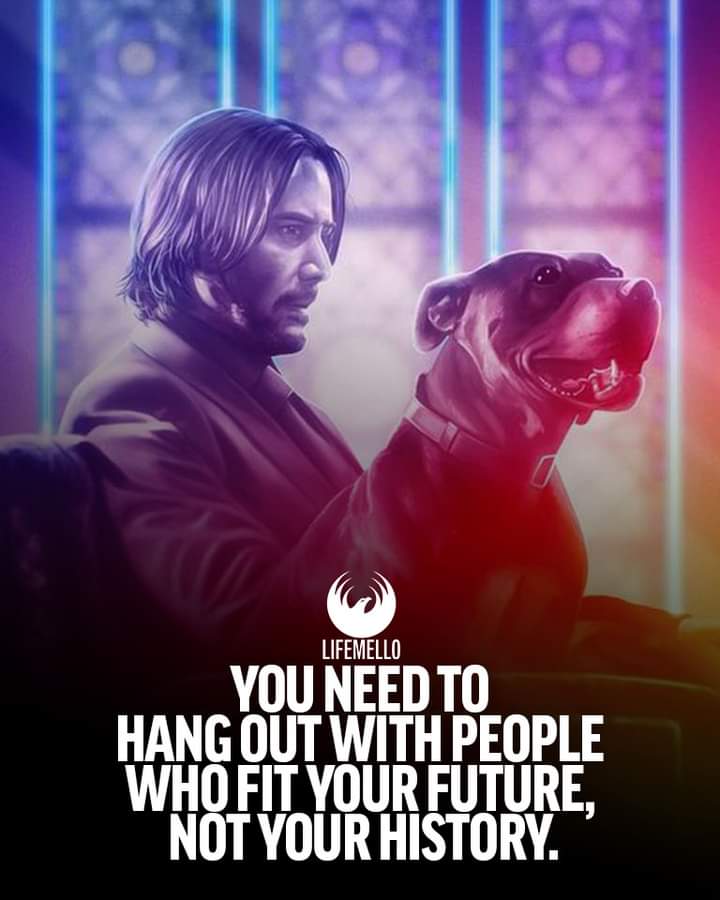 LIFEMELLO
YOU NEED TO
HANG OUT WITH PEOPLE
WHO FIT YOUR FUTURE,
NOT YOUR HISTORY.